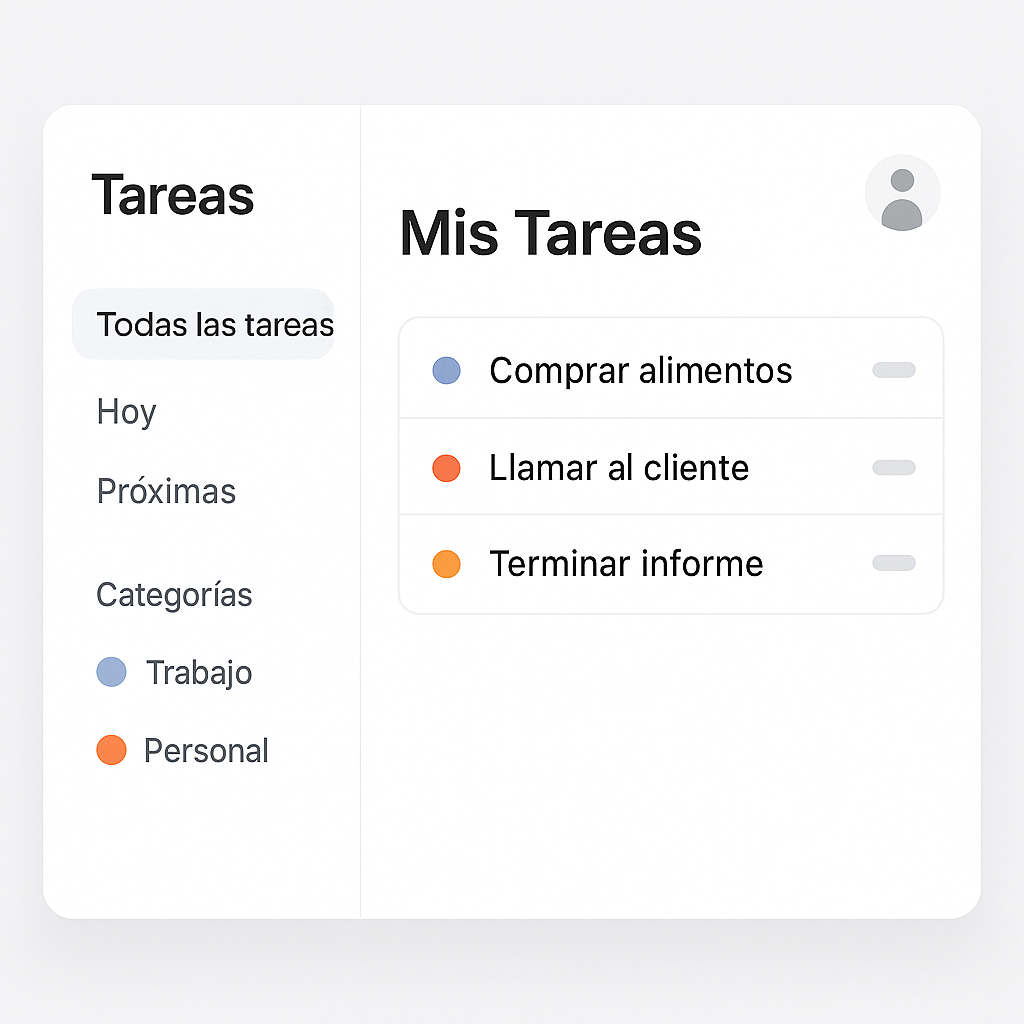 Tareas
Todas las tareas
Hoy
Próximas
Categorías
Trabajo
Personal
Mis Tareas
Comprar alimentos
Llamar al cliente
Terminar informe